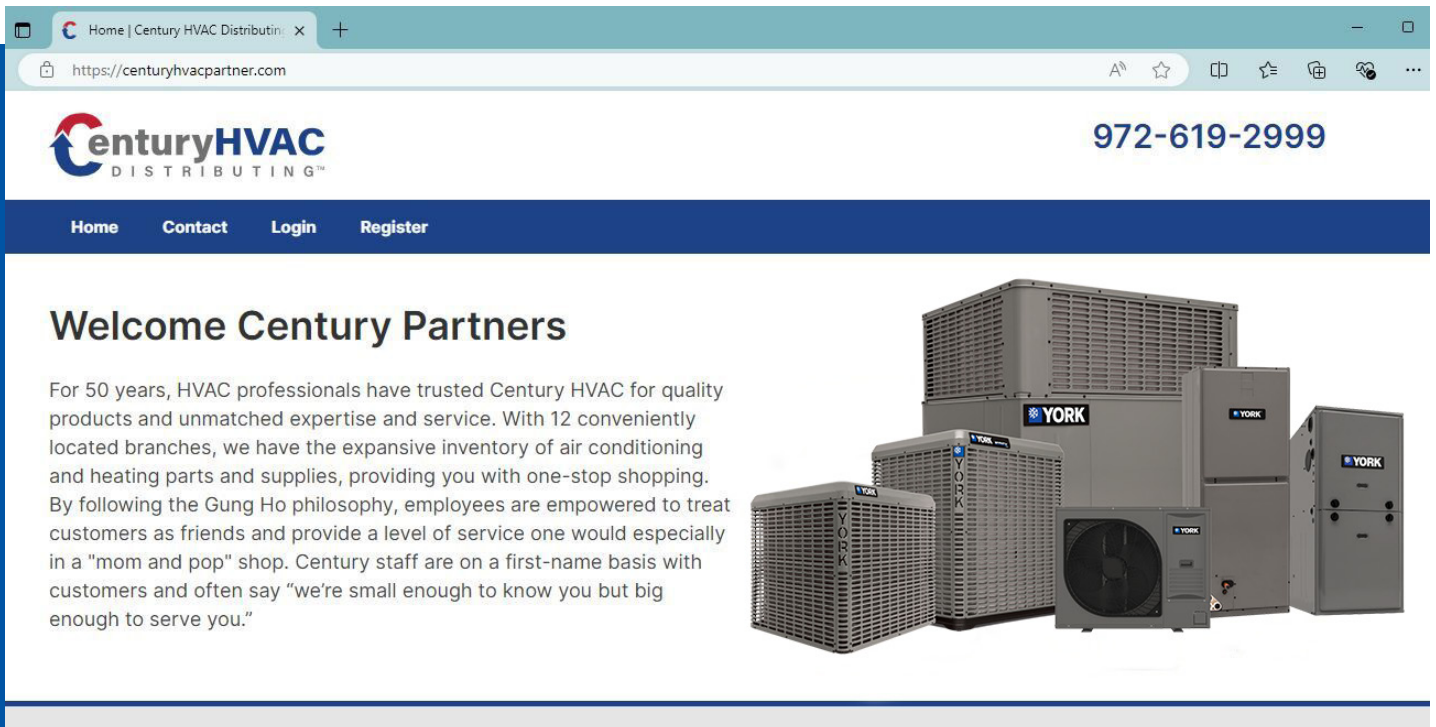 Home | Century HVAC Distributin
https://centuryhvacpartner.com
CenturyHVAC
DISTRIBUTING™
972-619-2999
Home Contact Login Register
Welcome Century Partners
For 50 years, HVAC professionals have trusted Century HVAC for quality
products and unmatched expertise and service. With 12 conveniently
located branches, we have the expansive inventory of air conditioning
and heating parts and supplies, providing you with one-stop shopping.
By following the Gung Ho philosophy, employees are empowered to treat
customers as friends and provide a level of service one would especially
in a "mom and pop" shop. Century staff are on a first-name basis with
customers and often say “we’re small enough to know you but big
enough to serve you.”
YORK
YORK
YORK
YORK
YORK
YORK
YORK
YORK